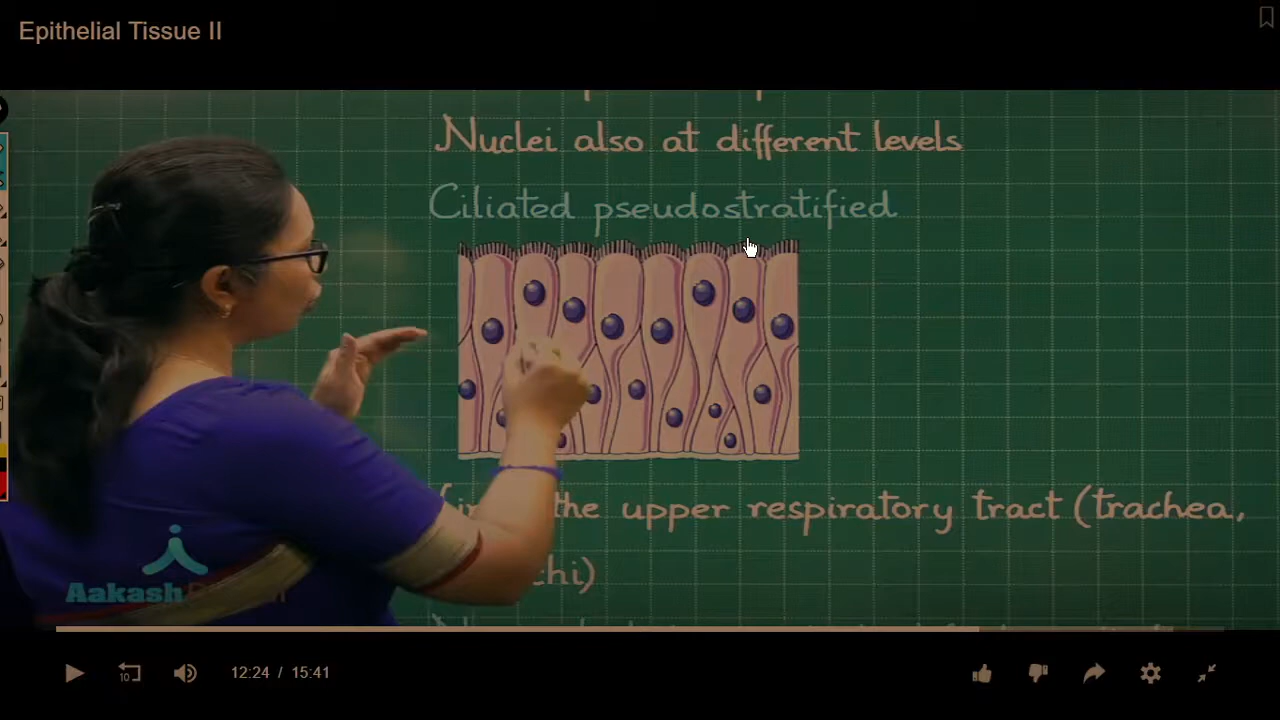 Epithelial Tissue II
Nuclei also at different levels
Ciliated pseudostratified
the upper respiratory tract (trachea,
chi)
Aakash
10
12:24 / 15:41